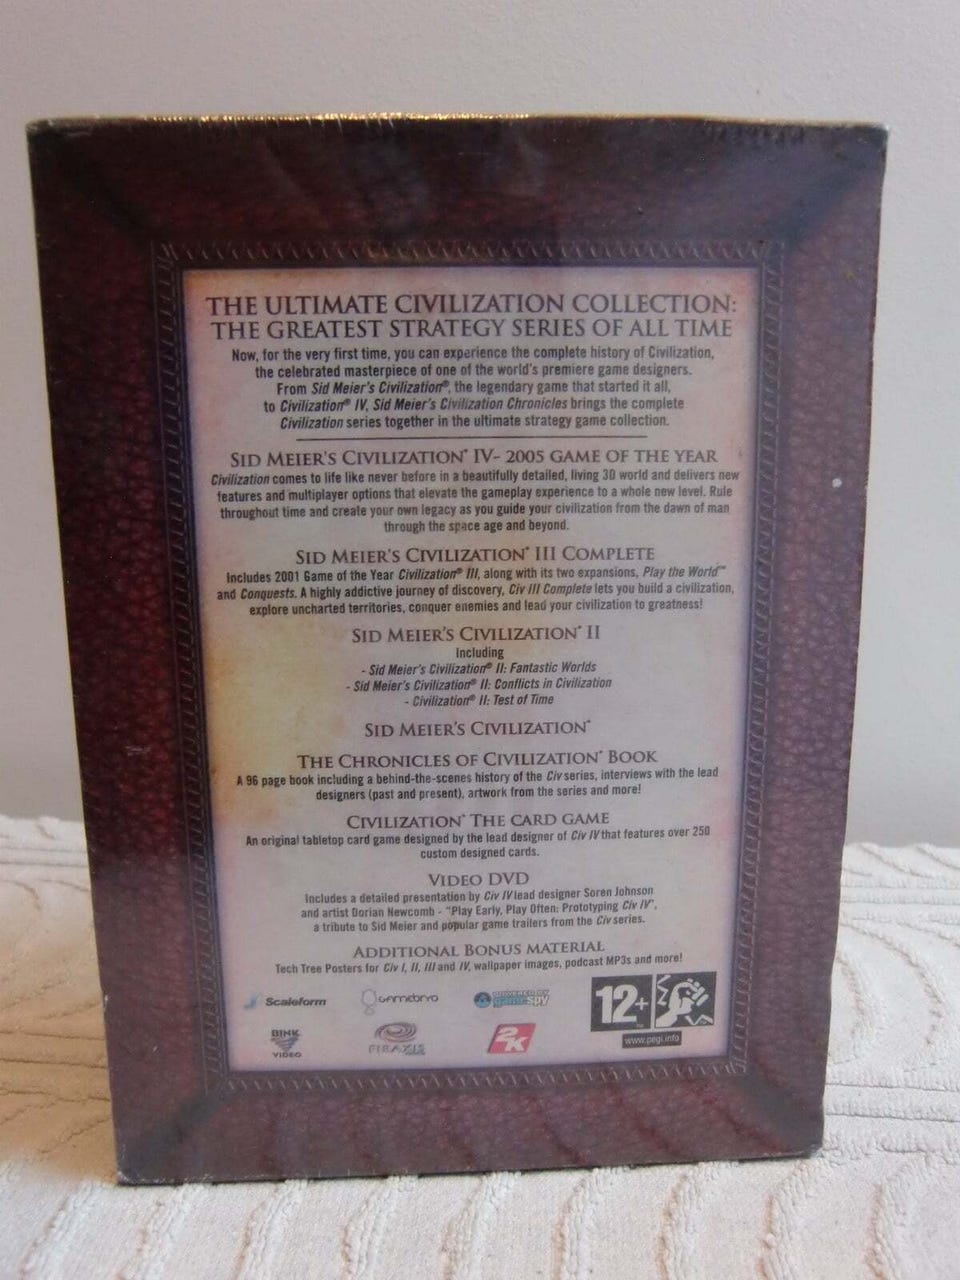 THE ULTIMATE CIVILIZATION COLLECTION:
THE GREATEST STRATEGY SERIES OF ALL TIME
Now, for the very first time, you can experience the complete history of Civilization,
the celebrated masterpiece of one of the world's premiere game designers.
From Sid Meier's Civilization®, the legendary game that started it all,
to Civilization® IV, Sid Meier's Civilization Chronicles brings the complete
Civilization series together in the ultimate strategy game collection.
SID MEIER'S CIVILIZATION® IV- 2005 GAME OF THE YEAR
Civilization comes to life like never before in a beautifully detailed, living 3D world and delivers new
features and multiplayer options that elevate the gameplay experience to a whole new level. Rule
throughout time and create your own legacy as you guide your civilization from the dawn of man
through the space age and beyond.
SID MEIER'S CIVILIZATION® III COMPLETE
Includes 2001 Game of the Year Civilization® III, along with its two expansions, Play the World™
and Conquests. A highly addictive journey of discovery, Civ III Complete lets you build a civilization,
explore uncharted territories, conquer enemies and lead your civilization to greatness!
SID MEIER'S CIVILIZATION® II
Including
- Sid Meier's Civilization® II: Fantastic Worlds
- Sid Meier's Civilization® II: Conflicts in Civilization
- Civilization® II: Test of Time
SID MEIER'S CIVILIZATION®
THE CHRONICLES OF CIVILIZATION® BOOK
A 96 page book including a behind-the-scenes history of the Civ series, interviews with the lead
designers (past and present), artwork from the series and more!
CIVILIZATION® THE CARD GAME
An original tabletop card game designed by the lead designer of Civ IV that features over 250
custom designed cards.
VIDEO DVD
Includes a detailed presentation by Civ IV lead designer Soren Johnson
and artist Dorian Newcomb - "Play Early, Play Often: Prototyping Civ IV",
a tribute to Sid Meier and popular game trailers from the Civ series.
ADDITIONAL BONUS MATERIAL
Tech Tree Posters for Civ I, II, III and IV, wallpaper images, podcast MP3s and more!
Scaleform
Gamebryo
POWERED BY
gamespy
12+
www.pegi.info
BINK
VIDEO
FIRAXIS
2K